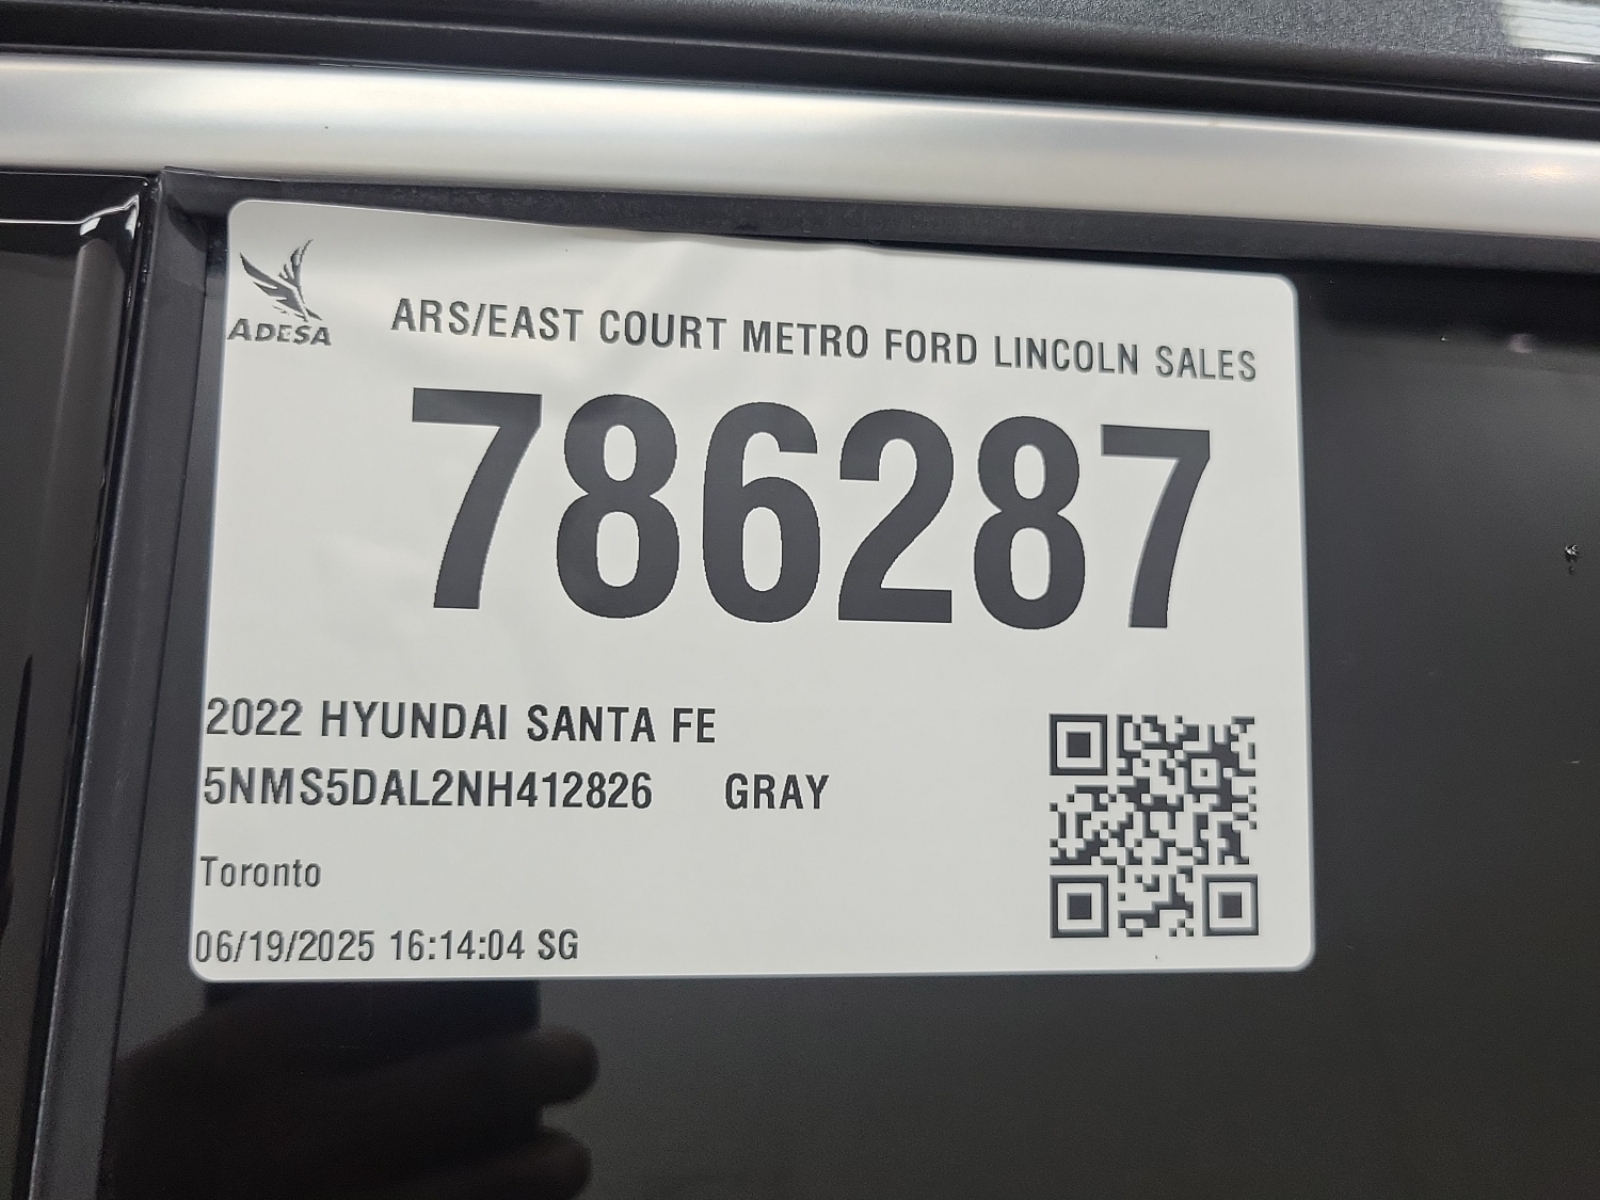 ADESA
ARS/EAST COURT METRO FORD LINCOLN SALES
786287
2022 HYUNDAI SANTA FE
5NMS5DAL2NH412826 GRAY
Toronto
06/19/2025 16:14:04 SG